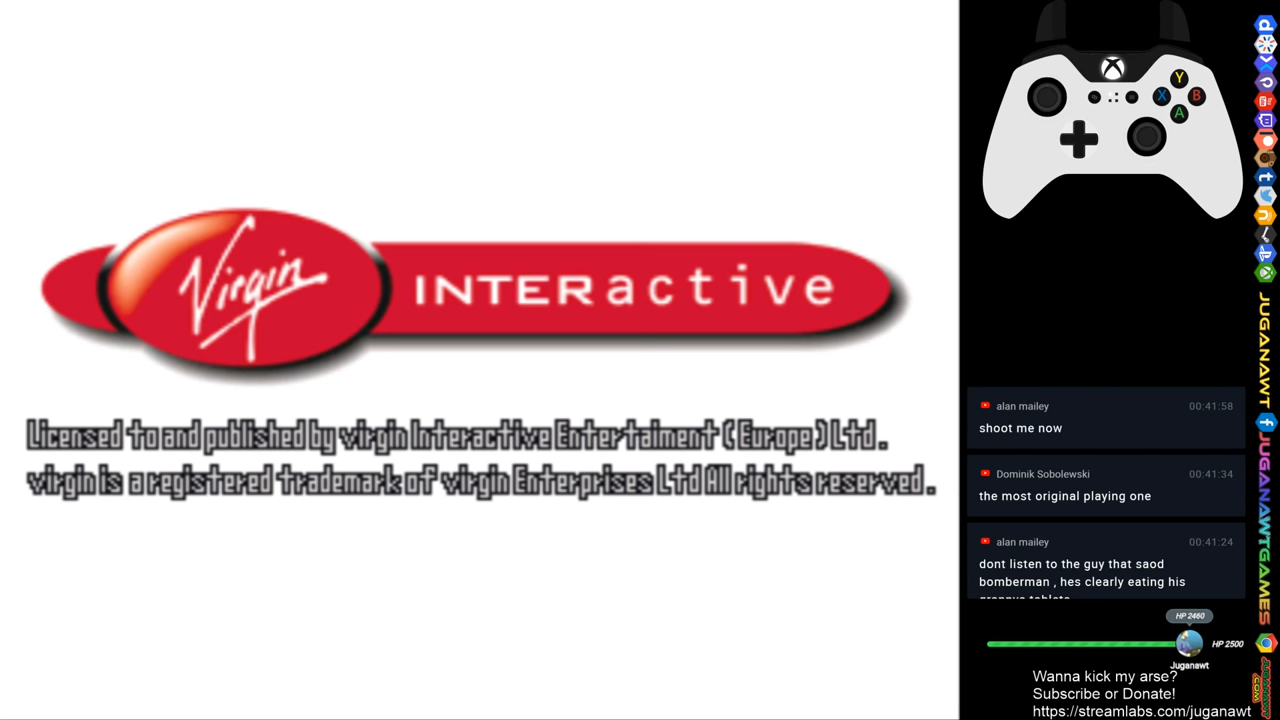 Virgin INTERactive
Licensed to and published by virgin Interactive Entertaiment ( Europe ) Ltd .
virgin is a registered trademark of virgin Enterprises Ltd All rights reserved .
Y
X B
A
alan mailey 00:41:58
shoot me now
Dominik Sobolewski 00:41:34
the most original playing one
alan mailey 00:41:24
dont listen to the guy that saod
bomberman , hes clearly eating his
HP 2460
HP 2500
Juganawt
Wanna kick my arse?
Subscribe or Donate!
https://streamlabs.com/juganawt
JUGANAWT
JUGANAWTGAMES
JUGANAWT
.COM